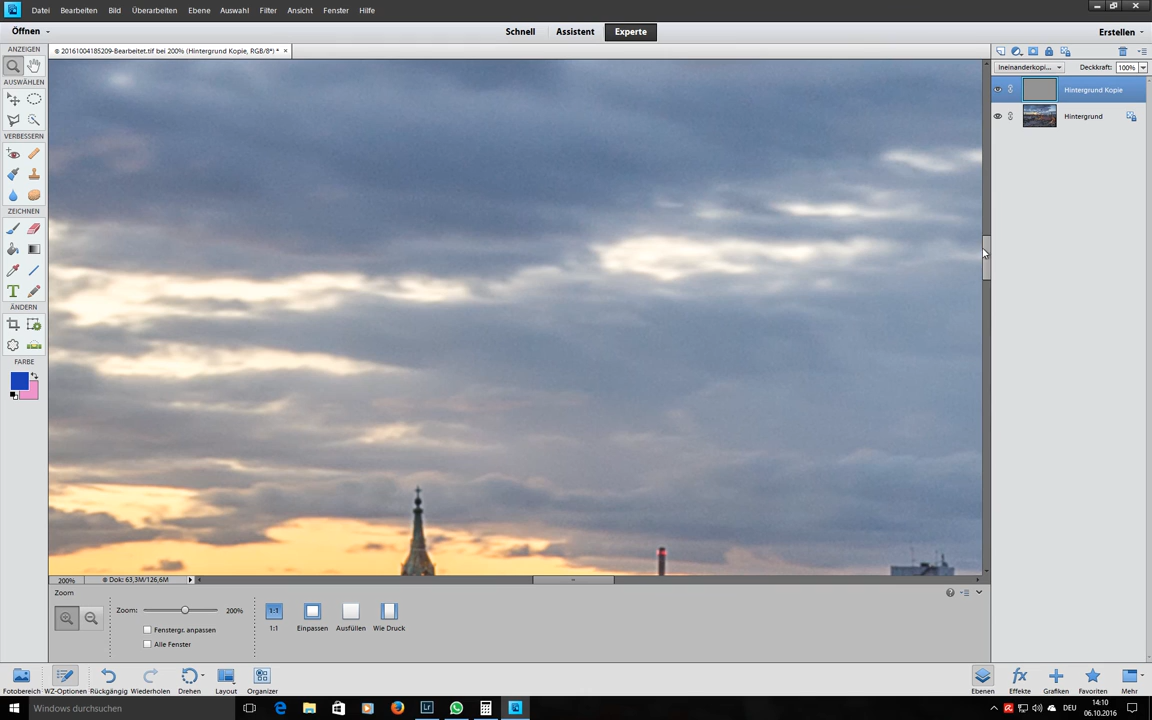 Datei Bearbeiten Bild Überarbeiten Ebene Auswahl Filter Ansicht Fenster Hilfe
Öffnen Schnell Assistent Experte Erstellen
ANZEIGEN
© 20161004185209-Bearbeitet.tif bei 200% (Hintergrund Kopie, RGB/8*) * ×
Ineinanderkopi... Deckkraft: 100%
AUSWÄHLEN
Hintergrund Kopie
Hintergrund
VERBESSERN
ZEICHNEN
T
ÄNDERN
FARBE
200% © Dok: 63,3M/126,6M
Zoom
Zoom: 200% 1:1
1:1 Einpassen Ausfüllen Wie Druck
Fenstergr. anpassen
Alle Fenster
Fotobereich WZ-Optionen Rückgängig Wiederholen Drehen Layout Organizer Ebenen Effekte Grafiken Favoriten Mehr
Windows durchsuchen Lr DEU 14:10
06.10.2016